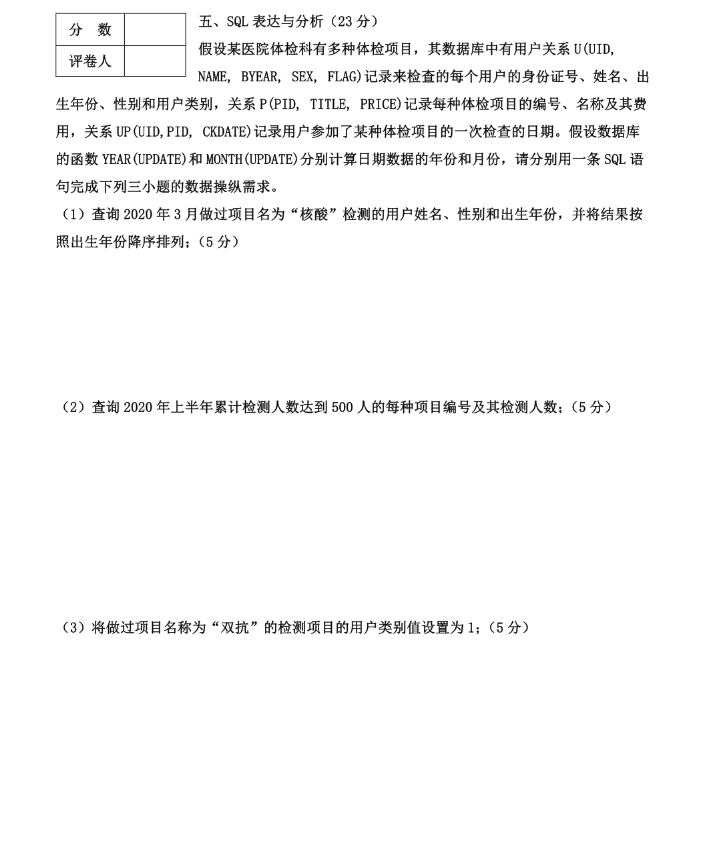 分 数
评卷人
五、SQL 表达与分析（23 分）
假设某医院体检科有多种体检项目，其数据库中有用户关系 U(UID,
NAME, BYEAR, SEX, FLAG)记录来检查的每个用户的身份证号、姓名、出
生年份、性别和用户类别，关系 P(PID, TITLE, PRICE)记录每种体检项目的编号、名称及其费
用，关系 UP(UID,PID, CKDATE)记录用户参加了某种体检项目的一次检查的日期。假设数据库
的函数 YEAR(UPDATE)和 MONTH(UPDATE)分别计算日期数据的年份和月份，请分别用一条 SQL 语
句完成下列三小题的数据操纵需求。
（1）查询 2020 年 3 月做过项目名为“核酸”检测的用户姓名、性别和出生年份，并将结果按
照出生年份降序排列；（5 分）
（2）查询 2020 年上半年累计检测人数达到 500 人的每种项目编号及其检测人数；（5 分）
（3）将做过项目名称为“双抗”的检测项目的用户类别值设置为 1；（5 分）